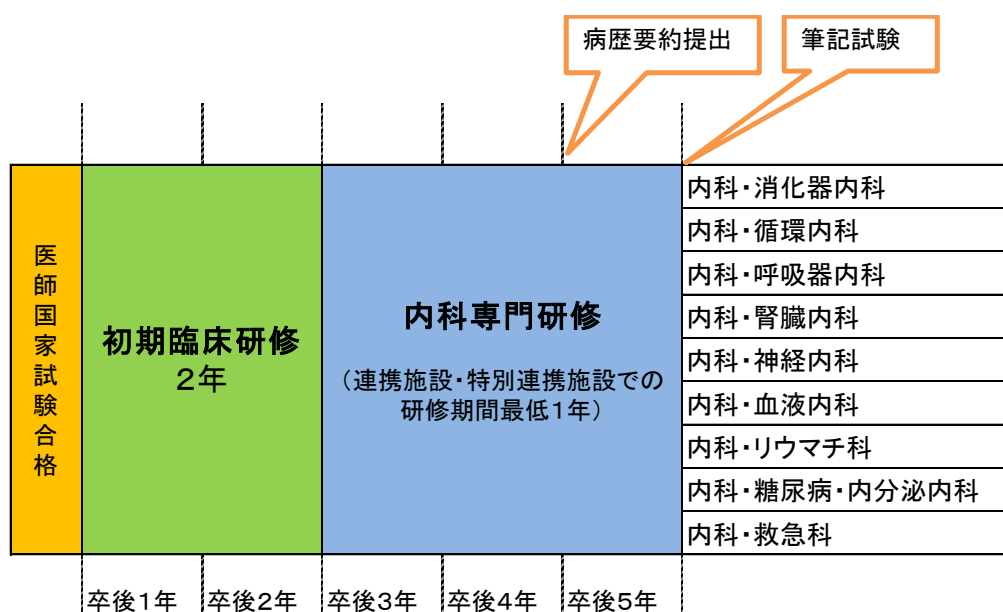 病歴要約提出
筆記試験
医師国家試験合格
初期臨床研修
2年
内科専門研修
（連携施設・特別連携施設での
研修期間最低1年）
内科・消化器内科
内科・循環内科
内科・呼吸器内科
内科・腎臓内科
内科・神経内科
内科・血液内科
内科・リウマチ科
内科・糖尿病・内分泌内科
内科・救急科
卒後1年
卒後2年
卒後3年
卒後4年
卒後5年